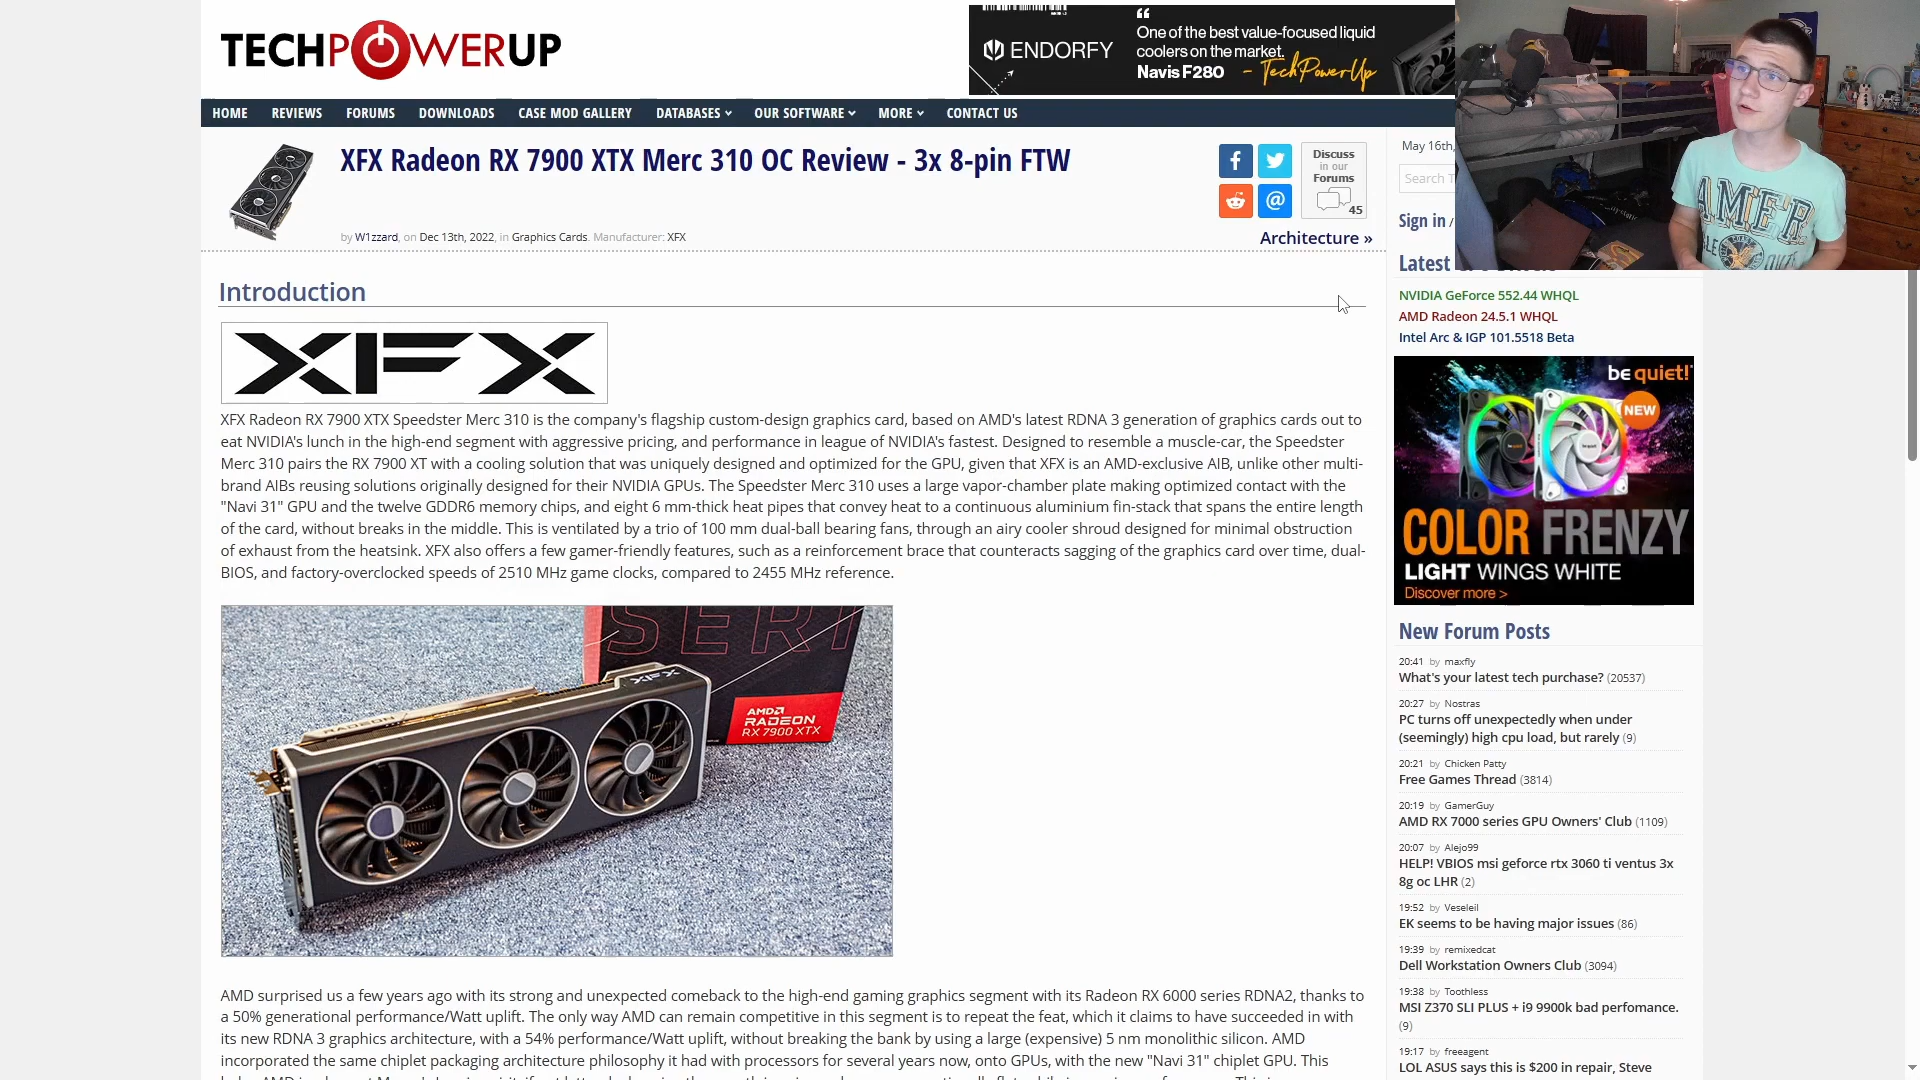 TECHPOWERUP
ENDORFY
“
One of the best value-focused liquid
coolers on the market.
Navis F280 - TechPowerUp
HOME REVIEWS FORUMS DOWNLOADS CASE MOD GALLERY DATABASES OUR SOFTWARE MORE CONTACT US
XFX Radeon RX 7900 XTX Merc 310 OC Review - 3x 8-pin FTW
Discuss
in our
Forums
45
by W1zzard, on Dec 13th, 2022, in Graphics Cards. Manufacturer: XFX
Architecture »
May 16th,
Search T
Sign in /
Latest
NVIDIA GeForce 552.44 WHQL
AMD Radeon 24.5.1 WHQL
Intel Arc & IGP 101.5518 Beta
Introduction
XFX
XFX Radeon RX 7900 XTX Speedster Merc 310 is the company's flagship custom-design graphics card, based on AMD's latest RDNA 3 generation of graphics cards out to
eat NVIDIA's lunch in the high-end segment with aggressive pricing, and performance in league of NVIDIA's fastest. Designed to resemble a muscle-car, the Speedster
Merc 310 pairs the RX 7900 XT with a cooling solution that was uniquely designed and optimized for the GPU, given that XFX is an AMD-exclusive AIB, unlike other multi-
brand AIBs reusing solutions originally designed for their NVIDIA GPUs. The Speedster Merc 310 uses a large vapor-chamber plate making optimized contact with the
"Navi 31" GPU and the twelve GDDR6 memory chips, and eight 6 mm-thick heat pipes that convey heat to a continuous aluminium fin-stack that spans the entire length
of the card, without breaks in the middle. This is ventilated by a trio of 100 mm dual-ball bearing fans, through an airy cooler shroud designed for minimal obstruction
of exhaust from the heatsink. XFX also offers a few gamer-friendly features, such as a reinforcement brace that counteracts sagging of the graphics card over time, dual-
BIOS, and factory-overclocked speeds of 2510 MHz game clocks, compared to 2455 MHz reference.
SERI
XFX
RADEON
AMD
RADEON
RX 7900 XTX
AMD surprised us a few years ago with its strong and unexpected comeback to the high-end gaming graphics segment with its Radeon RX 6000 series RDNA2, thanks to
a 50% generational performance/Watt uplift. The only way AMD can remain competitive in this segment is to repeat the feat, which it claims to have succeeded in with
its new RDNA 3 graphics architecture, with a 54% performance/Watt uplift, without breaking the bank by using a large (expensive) 5 nm monolithic silicon. AMD
incorporated the same chiplet packaging architecture philosophy it had with processors for several years now, onto GPUs, with the new "Navi 31" chiplet GPU. This
be quiet!
NEW
COLOR FRENZY
LIGHT WINGS WHITE
Discover more >
New Forum Posts
20:41 by maxfly
What's your latest tech purchase? (20537)
20:27 by Nostras
PC turns off unexpectedly when under
(seemingly) high cpu load, but rarely (9)
20:21 by Chicken Patty
Free Games Thread (3814)
20:19 by GamerGuy
AMD RX 7000 series GPU Owners' Club (1109)
20:07 by Alejo99
HELP! VBIOS msi geforce rtx 3060 ti ventus 3x
8g oc LHR (2)
19:52 by Veseleil
EK seems to be having major issues (86)
19:39 by remixedcat
Dell Workstation Owners Club (3094)
19:38 by Toothless
MSI Z370 SLI PLUS + i9 9900k bad perfomance.
(9)
19:17 by freeagent
LOL ASUS says this is $200 in repair, Steve